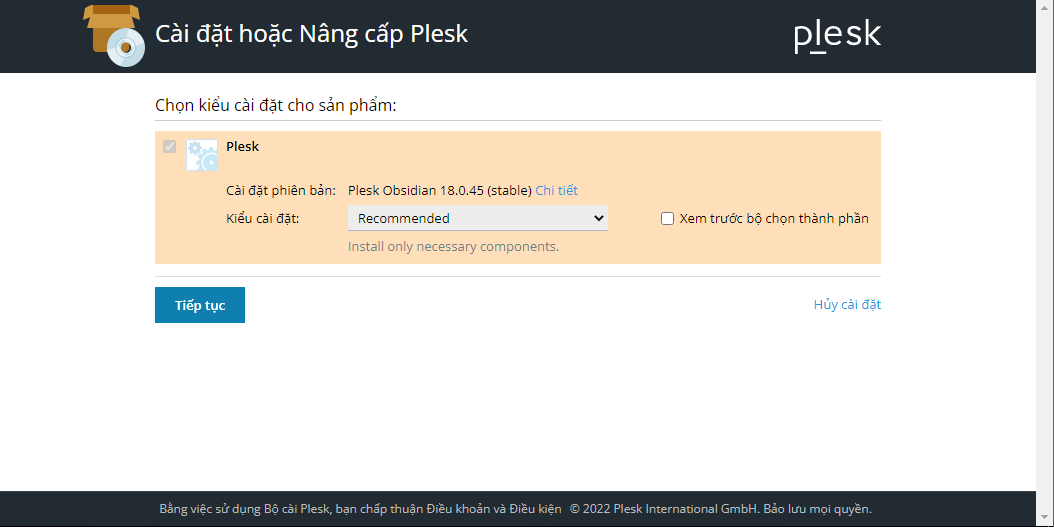 Cài đặt hoặc Nâng cấp Plesk
plesk
Chọn kiểu cài đặt cho sản phẩm:
Plesk
Cài đặt phiên bản: Plesk Obsidian 18.0.45 (stable) Chi tiết
Kiểu cài đặt: Recommended Xem trước bộ chọn thành phần
Install only necessary components.
Tiếp tục Hủy cài đặt
Bằng việc sử dụng Bộ cài Plesk, bạn chấp thuận Điều khoản và Điều kiện © 2022 Plesk International GmbH. Bảo lưu mọi quyền.